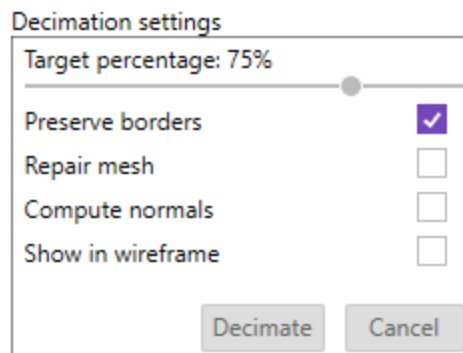 Decimation settings
Target percentage: 75%
Preserve borders
Repair mesh
Compute normals
Show in wireframe
Decimate Cancel